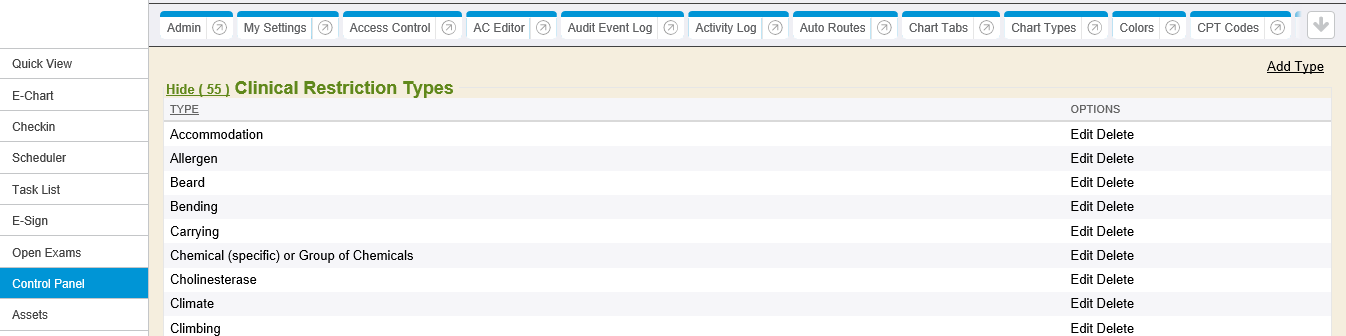 Admin My Settings Access Control AC Editor Audit Event Log Activity Log Auto Routes Chart Tabs Chart Types Colors CPT Codes
Quick View
E-Chart
Checkin
Scheduler
Task List
E-Sign
Open Exams
Control Panel
Assets
Add Type
Hide ( 55 ) Clinical Restriction Types
TYPE OPTIONS
Accommodation Edit Delete
Allergen Edit Delete
Beard Edit Delete
Bending Edit Delete
Carrying Edit Delete
Chemical (specific) or Group of Chemicals Edit Delete
Cholinesterase Edit Delete
Climate Edit Delete
Climbing Edit Delete